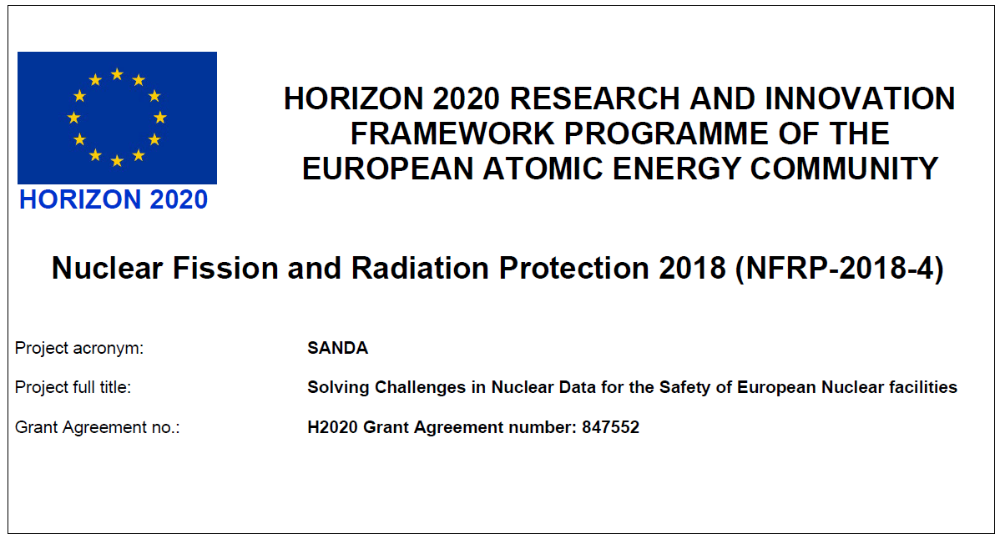 HORIZON 2020 RESEARCH AND INNOVATION
FRAMEWORK PROGRAMME OF THE
EUROPEAN ATOMIC ENERGY COMMUNITY
HORIZON 2020
Nuclear Fission and Radiation Protection 2018 (NFRP-2018-4)
Project acronym: SANDA
Project full title: Solving Challenges in Nuclear Data for the Safety of European Nuclear facilities
Grant Agreement no.: H2020 Grant Agreement number: 847552